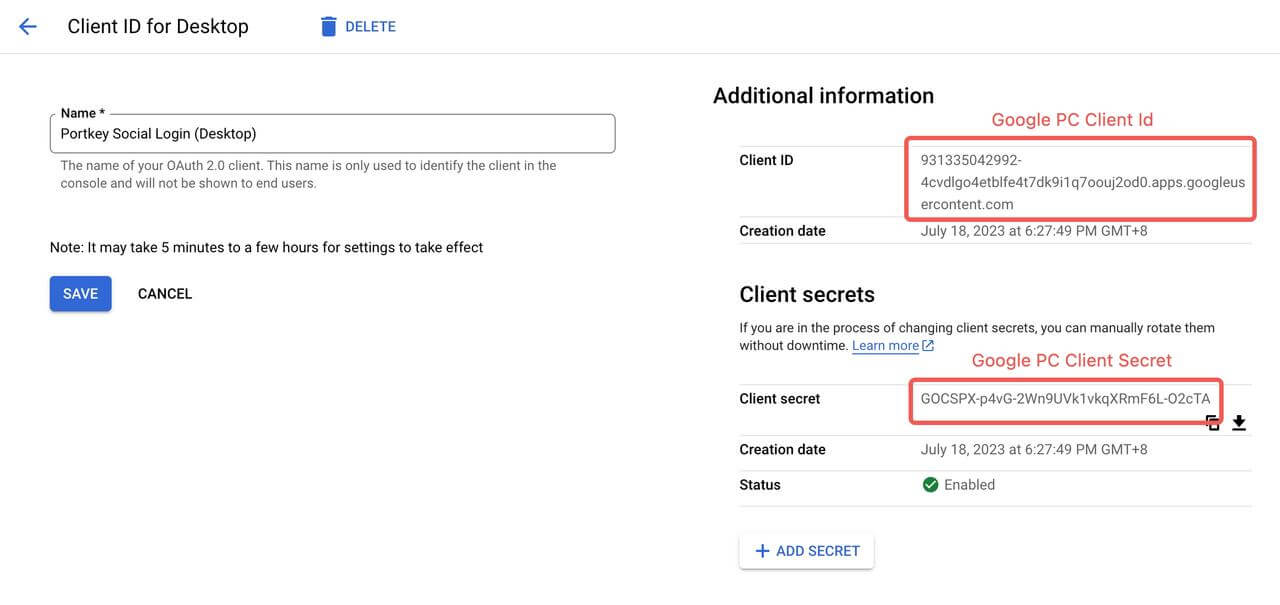 Client ID for Desktop
DELETE
Name *
Portkey Social Login (Desktop)
The name of your OAuth 2.0 client. This name is only used to identify the client in the
console and will not be shown to end users.
Note: It may take 5 minutes to a few hours for settings to take effect
SAVE CANCEL
Additional information
Google PC Client Id
Client ID 931335042992-
4cvdlgo4etblfe4t7dk9i1q7oouj2od0.apps.googleus
ercontent.com
Creation date July 18, 2023 at 6:27:49 PM GMT+8
Client secrets
If you are in the process of changing client secrets, you can manually rotate them
without downtime. Learn more
Google PC Client Secret
Client secret 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
Creation date July 18, 2023 at 6:27:49 PM GMT+8
Status Enabled
ADD SECRET